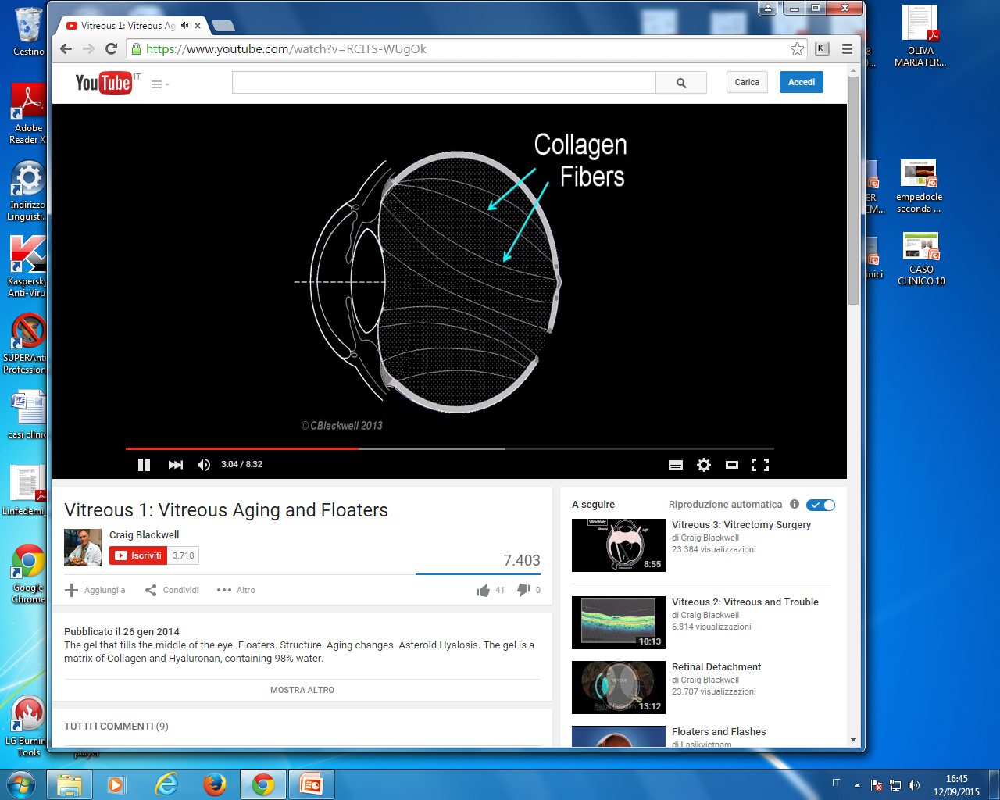 Cestino
Adobe
Reader X
Indirizzo
Linguisti...
Kaspersky
Anti-Viru
SUPERAnti
Profession
casi clinic
Linfedemi
Google
Chrome
LG Burnin
Tools
player
Vitreous 1: Vitreous Ag
https://www.youtube.com/watch?v=RCITS-WUgOk
YouTube IT
Carica
Accedi
Collagen
Fibers
© CBlackwell 2013
3:04 / 8:32
Vitreous 1: Vitreous Aging and Floaters
Craig Blackwell
Iscriviti 3.718
7.403
Aggiungi a Condividi Altro 41 0
Pubblicato il 26 gen 2014
The gel that fills the middle of the eye. Floaters. Structure. Aging changes. Asteroid Hyalosis. The gel is a
matrix of Collagen and Hyaluronan, containing 98% water.
MOSTRA ALTRO
TUTTI I COMMENTI (9)
A seguire Riproduzione automatica
Vitrectomy
Light
8:55
Vitreous 3: Vitrectomy Surgery
di Craig Blackwell
23.384 visualizzazioni
10:13
Vitreous 2: Vitreous and Trouble
di Craig Blackwell
6.814 visualizzazioni
13:12
Retinal Detachment
di Craig Blackwell
23.707 visualizzazioni
Floaters and Flashes
di Lasikvietnam
OLIVA
MARIATER...
empedocle
seconda ...
CASO
CLINICO 10
ER
EM...
inici
IT
16:45
12/09/2015